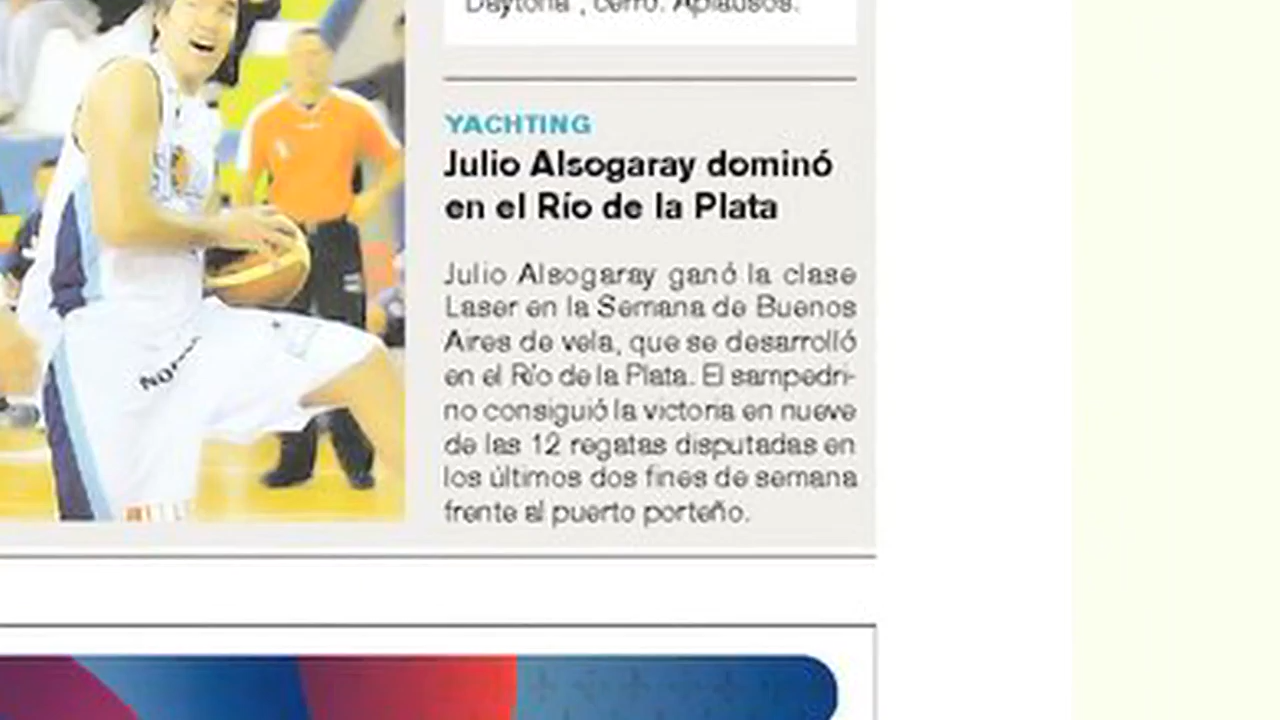 Daytona", cerró. Aplausos.
YACHTING
Julio Alsogaray dominó
en el Río de la Plata
Julio Alsogaray ganó la clase
Laser en la Semana de Buenos
Aires de vela, que se desarrolló
en el Río de la Plata. El sampedri-
no consiguió la victoria en nueve
de las 12 regatas disputadas en
los últimos dos fines de semana
frente al puerto porteño.